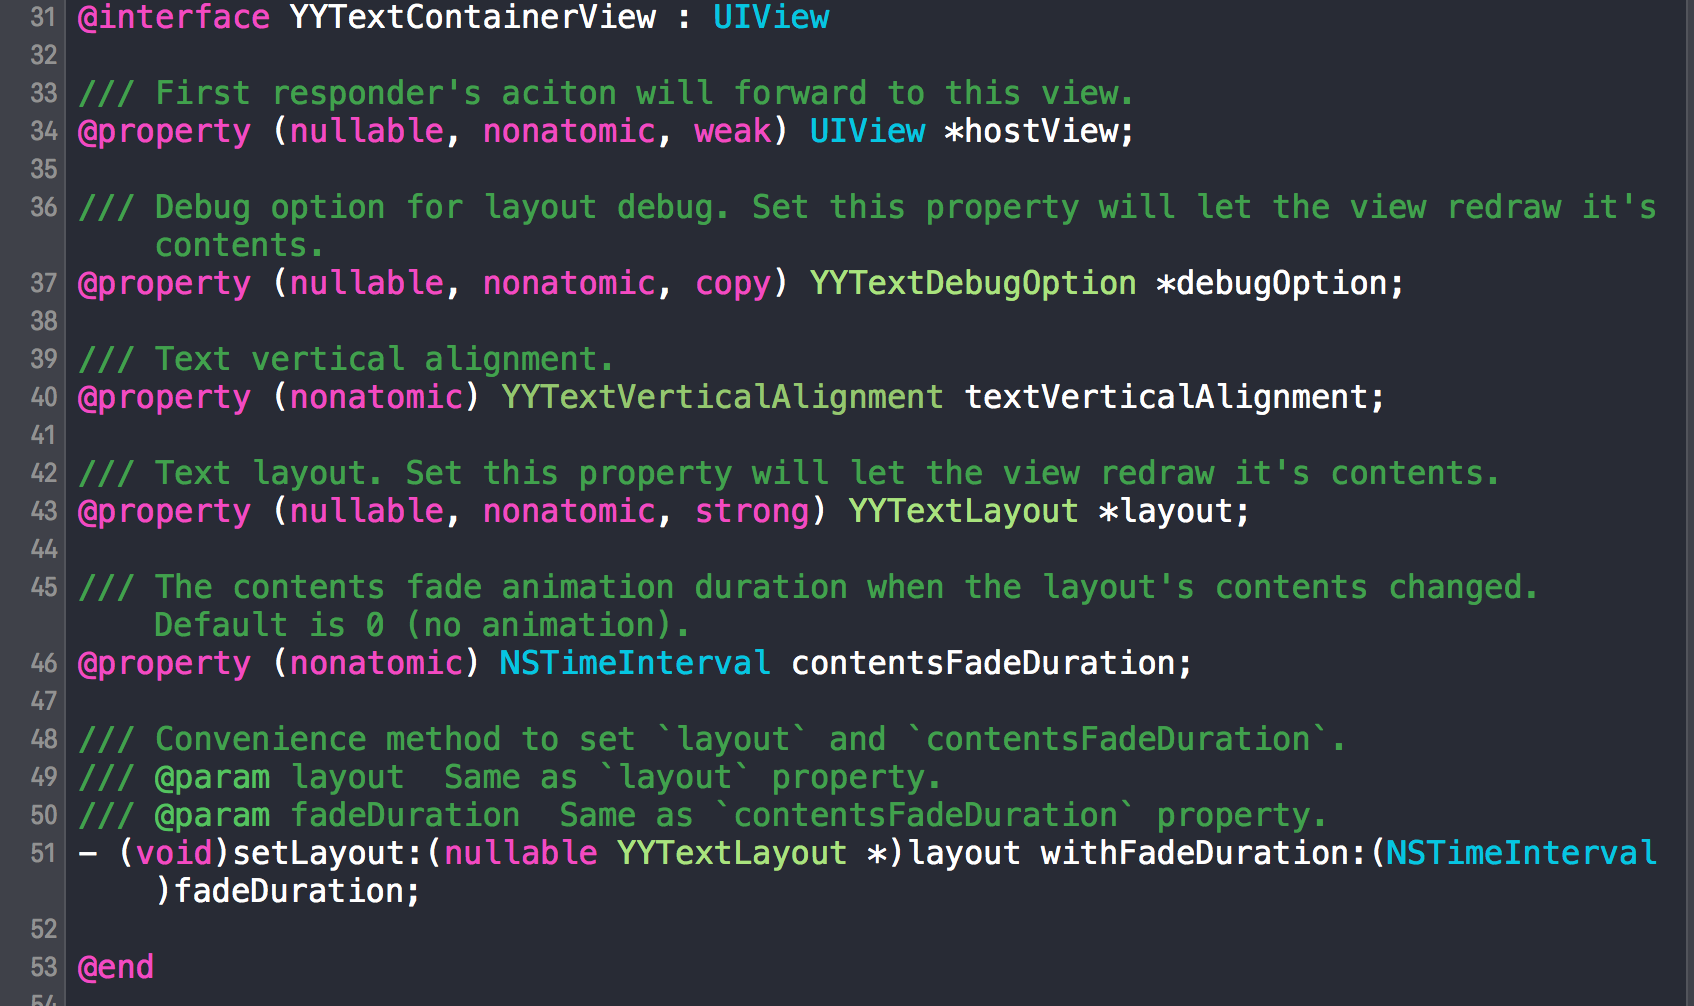 31 @interface YYTextContainerView : UIView
32
33 /// First responder's aciton will forward to this view.
34 @property (nullable, nonatomic, weak) UIView *hostView;
35
36 /// Debug option for layout debug. Set this property will let the view redraw it's
contents.
37 @property (nullable, nonatomic, copy) YYTextDebugOption *debugOption;
38
39 /// Text vertical alignment.
40 @property (nonatomic) YYTextVerticalAlignment textVerticalAlignment;
41
42 /// Text layout. Set this property will let the view redraw it's contents.
43 @property (nullable, nonatomic, strong) YYTextLayout *layout;
44
45 /// The contents fade animation duration when the layout's contents changed.
Default is 0 (no animation).
46 @property (nonatomic) NSTimeInterval contentsFadeDuration;
47
48 /// Convenience method to set `layout` and `contentsFadeDuration`.
49 /// @param layout  Same as `layout` property.
50 /// @param fadeDuration  Same as `contentsFadeDuration` property.
51 - (void)setLayout:(nullable YYTextLayout *)layout withFadeDuration:(NSTimeInterval
)fadeDuration;
52
53 @end
54